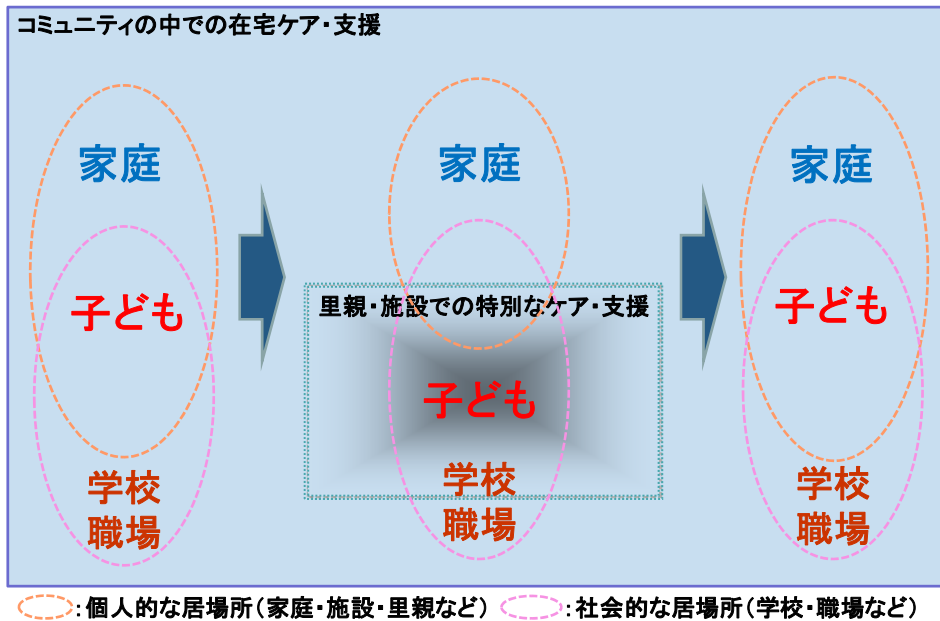 コミュニティの中での在宅ケア・支援
家庭
子ども
学校
職場
家庭
里親・施設での特別なケア・支援
子ども
学校
職場
家庭
子ども
学校
職場
:個人的な居場所(家庭・施設・里親など)
:社会的な居場所(学校・職場など)